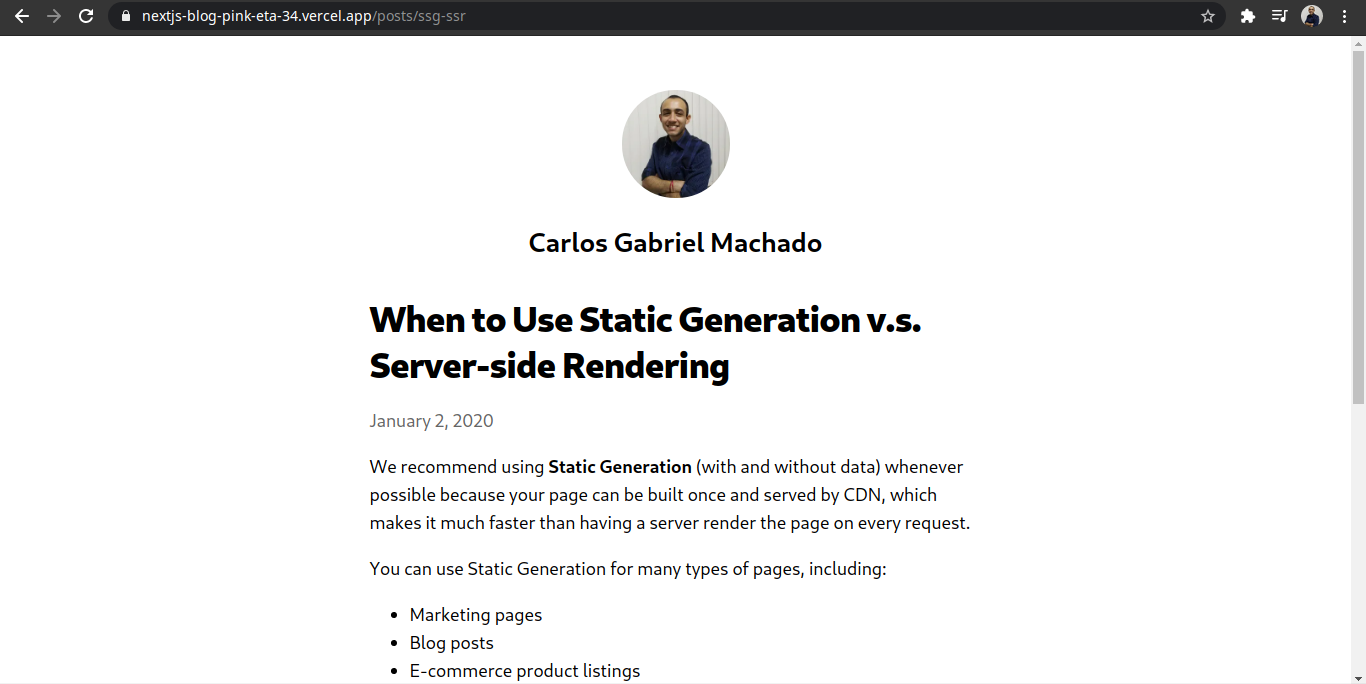 nextjs-blog-pink-eta-34.vercel.app/posts/ssg-ssr
Carlos Gabriel Machado
When to Use Static Generation v.s.
Server-side Rendering
January 2, 2020
We recommend using Static Generation (with and without data) whenever
possible because your page can be built once and served by CDN, which
makes it much faster than having a server render the page on every request.
You can use Static Generation for many types of pages, including:
• Marketing pages
• Blog posts
• E-commerce product listings